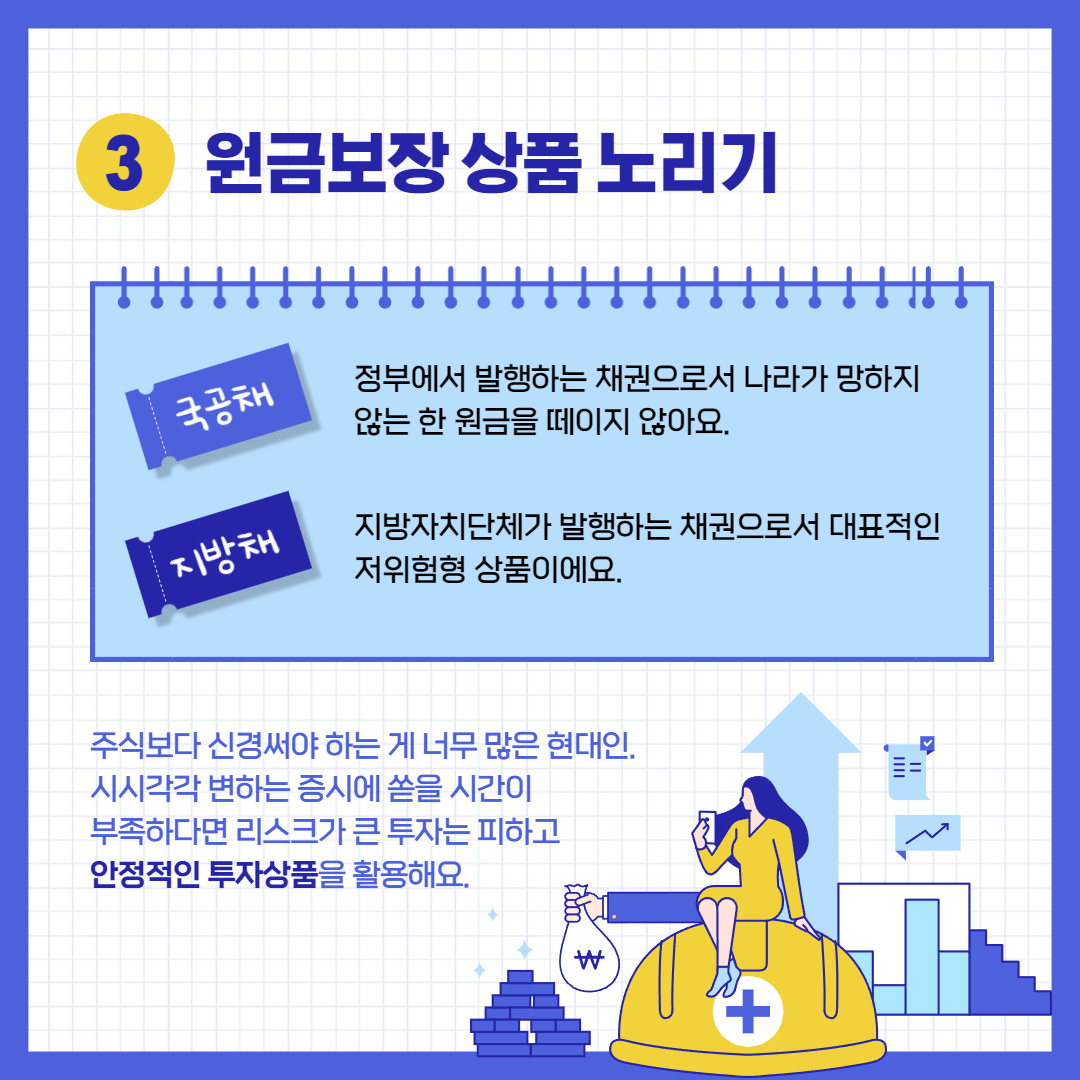 3 원금보장 상품 노리기
국공채
정부에서 발행하는 채권으로서 나라가 망하지
않는 한 원금을 떼이지 않아요.
지방채
지방자치단체가 발행하는 채권으로서 대표적인
저위험형 상품이에요.
주식보다 신경써야 하는 게 너무 많은 현대인.
시시각각 변하는 증시에 쏟을 시간이
부족하다면 리스크가 큰 투자는 피하고
안정적인 투자상품을 활용해요.
₩